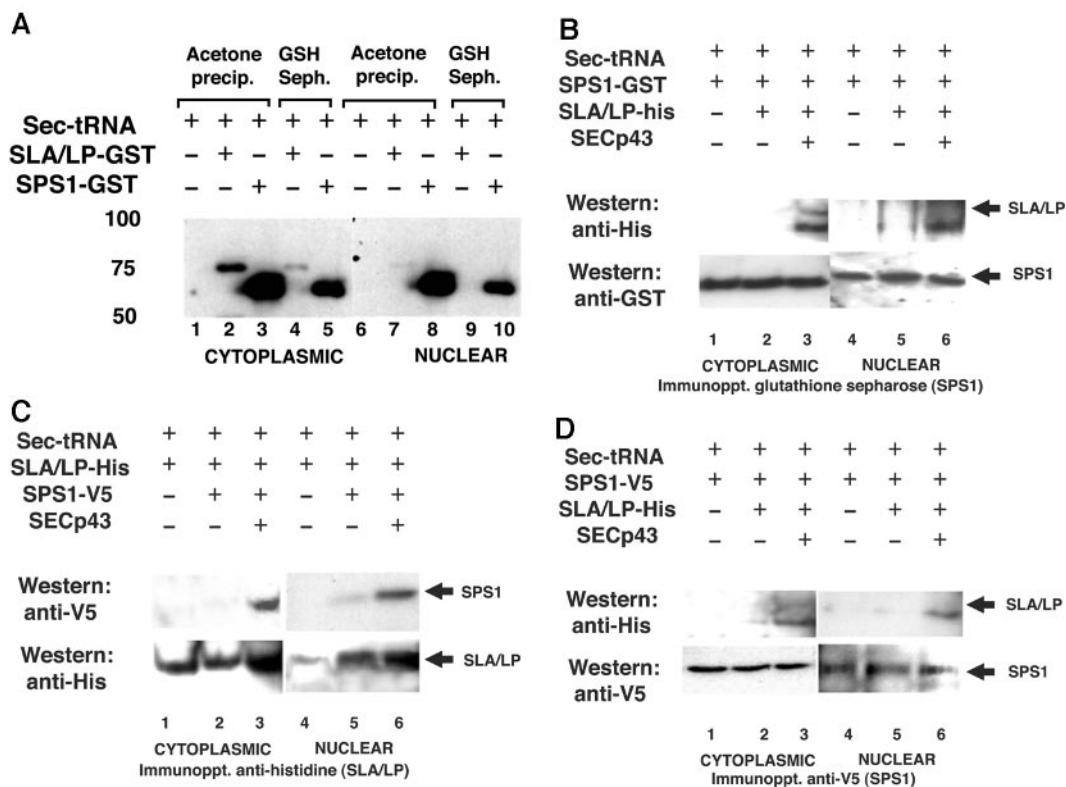 A
Acetone precip. GSH Seph. Acetone precip. GSH Seph.
Sec-tRNA + + + + + + + + + +
SLA/LP-GST – + – + – – + – + –
SPS1-GST – – + – + – – + – +
100
75
50
1 2 3 4 5 6 7 8 9 10
CYTOPLASMIC NUCLEAR
B
Sec-tRNA + + + + + +
SPS1-GST + + + + + +
SLA/LP-his – + + – + +
SECp43 – – + – – +
Western: anti-His SLA/LP
Western: anti-GST SPS1
1 2 3 4 5 6
CYTOPLASMIC NUCLEAR
Immunoppt. glutathione sepharose (SPS1)
C
Sec-tRNA + + + + + +
SLA/LP-His + + + + + +
SPS1-V5 – + + – + +
SECp43 – – + – – +
Western: anti-V5 SPS1
Western: anti-His SLA/LP
1 2 3 4 5 6
CYTOPLASMIC NUCLEAR
Immunoppt. anti-histidine (SLA/LP)
D
Sec-tRNA + + + + + +
SPS1-V5 + + + + + +
SLA/LP-His – + + – + +
SECp43 – – + – – +
Western: anti-His SLA/LP
Western: anti-V5 SPS1
1 2 3 4 5 6
CYTOPLASMIC NUCLEAR
Immunoppt. anti-V5 (SPS1)